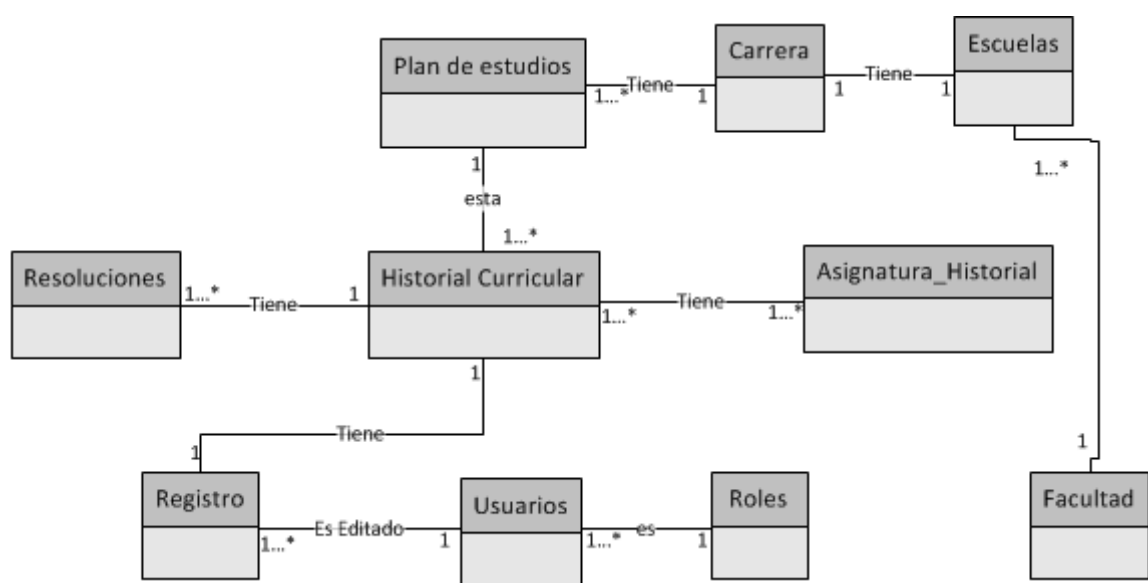 Escuelas
Plan de estudios
Carrera
Tiene
Tiene
1...*
1
1
1
1
1...*
esta
1...*
Resoluciones
Historial Curricular
Asignatura_Historial
1...*
Tiene
1
1...*
Tiene
1...*
1
Tiene
1
1
Registro
Usuarios
Roles
Facultad
1...*
Es Editado
1
1...*
es
1